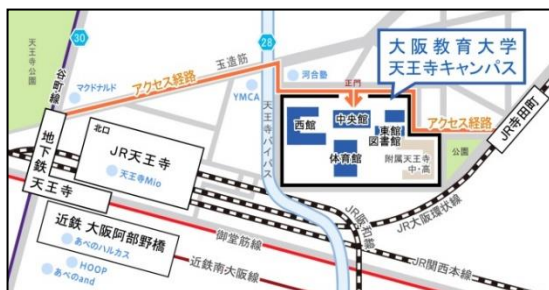 天王寺公園
谷町線
30
28
マクドナルド
アクセス経路
玉造筋
YMCA
天王寺バイパス
河合塾
正門
大阪教育大学
天王寺キャンパス
西館
中央館
東館
図書館
体育館
附属天王寺
中・高
アクセス経路
公園
JR寺田町
地下鉄
天王寺
北口
JR天王寺
天王寺Mio
近鉄 大阪阿部野橋
あべのハルカス
HOOP
あべのand
御堂筋線
近鉄南大阪線
JR阪和線
JR大阪環状線
JR関西本線